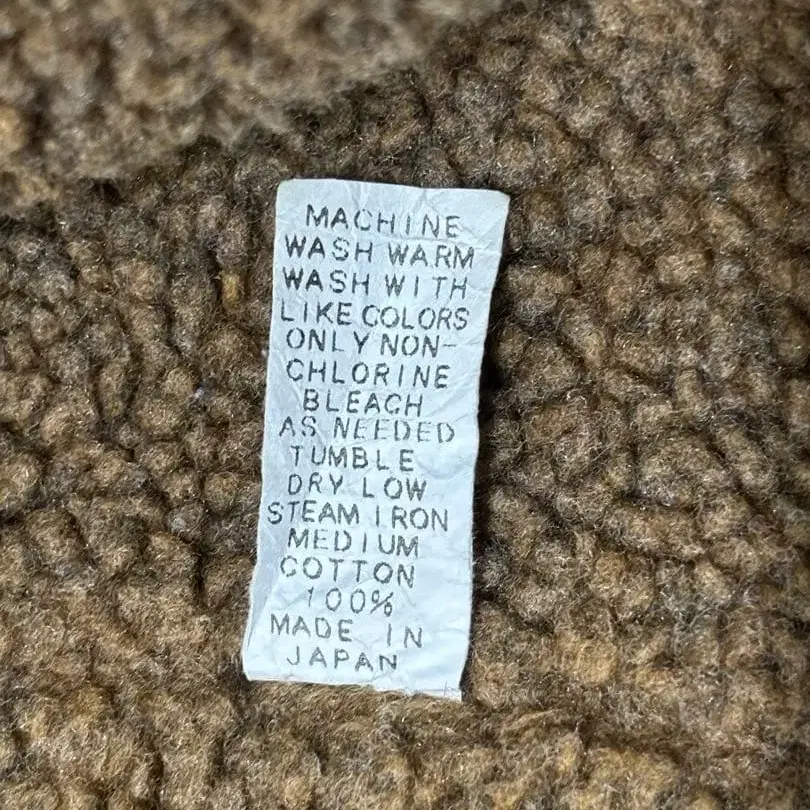 MACHINE
WASH WARM
WASH WITH
LIKE COLORS
ONLY NON-
CHLORINE
BLEACH
AS NEEDED
TUMBLE
DRY LOW
STEAM IRON
MEDIUM
COTTON
100%
MADE IN
JAPAN